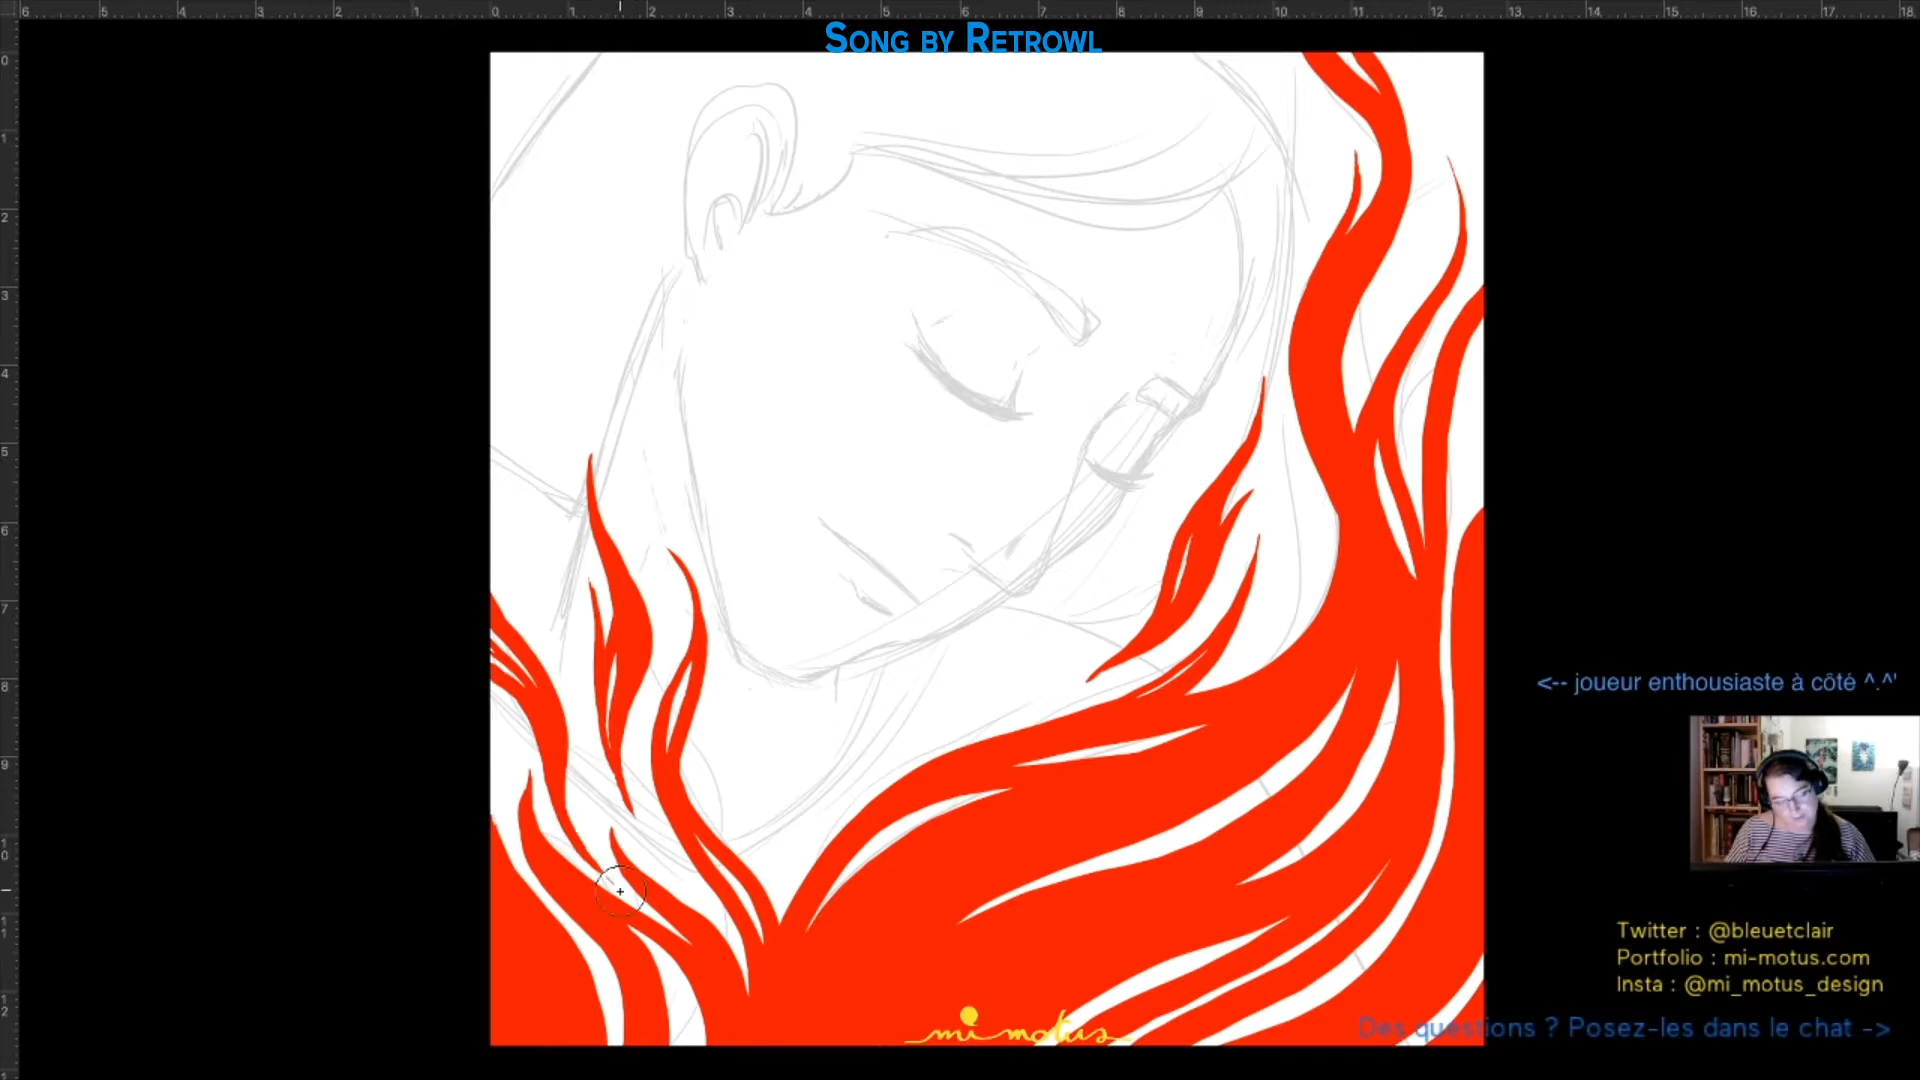 Song by Retrowl
<-- joueur enthousiaste à côté ^.^'
Twitter : @bleuetclair
Portfolio : mi-motus.com
Insta : @mi_motus_design
mi motus
Des questions ? Posez-les dans le chat ->